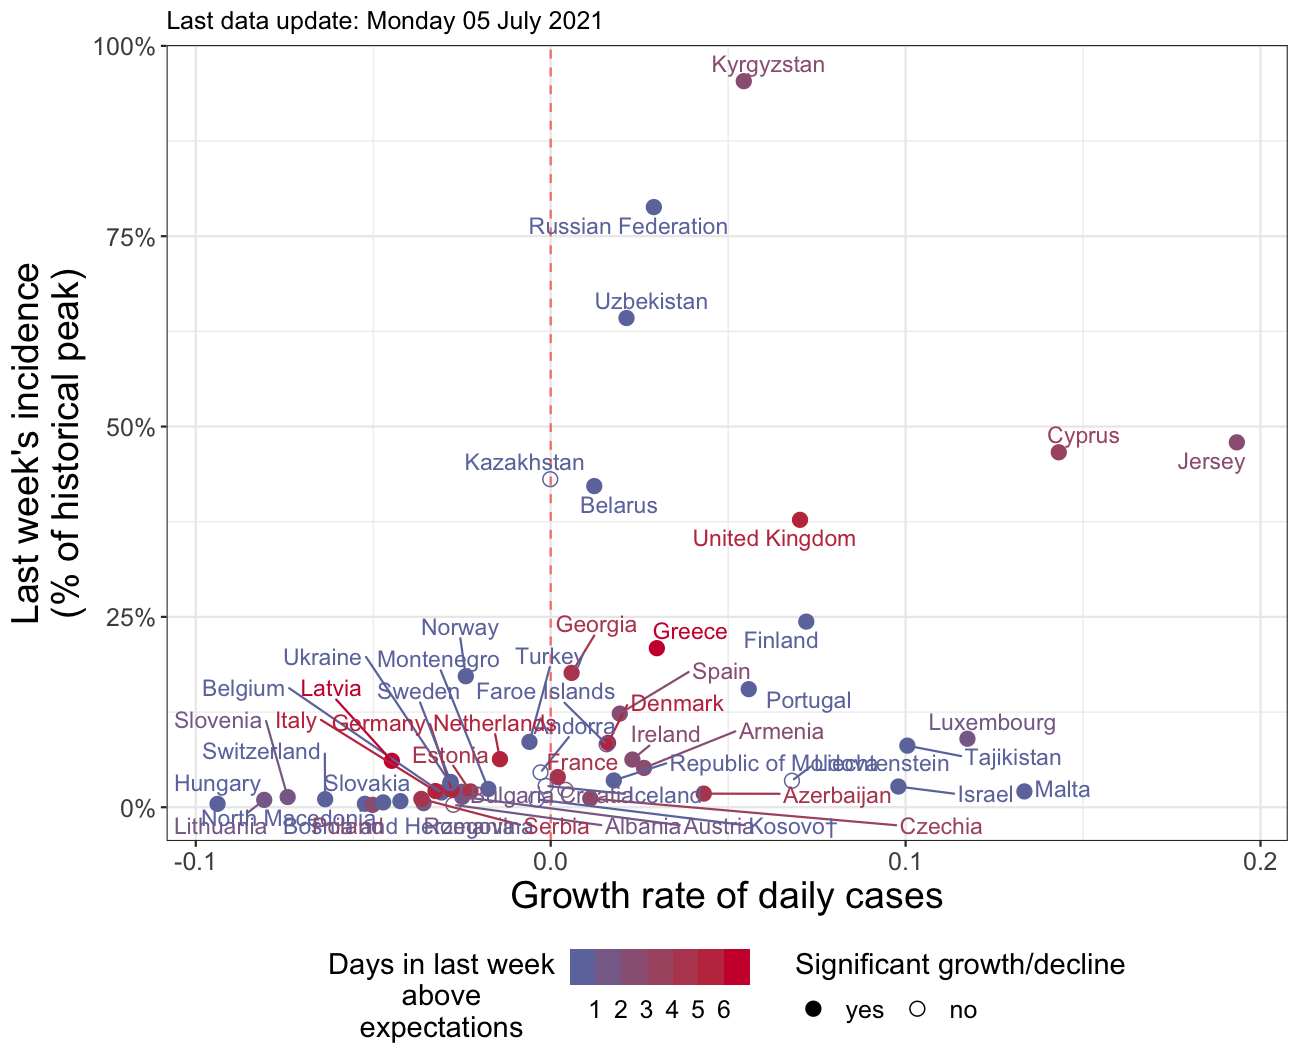 Last data update: Monday 05 July 2021
Last week's incidence
(% of historical peak)
100%
75%
50%
25%
0%
Kyrgyzstan
Russian Federation
Uzbekistan
Cyprus
Jersey
Kazakhstan
Belarus
United Kingdom
Georgia
Norway
Greece
Finland
Ukraine
Montenegro
Turkey
Spain
Belgium
Latvia
Sweden
Faroe Islands
Denmark
Portugal
Slovenia
Italy
Germany
Netherlands
Andorra
Ireland
Armenia
Luxembourg
Switzerland
Estonia
France
Republic of Moldova
Liechtenstein
Tajikistan
Hungary
Slovakia
Bulgaria
Croatia
Iceland
Azerbaijan
Israel
Malta
North Macedonia
Lithuania
Bosnia and Herzegovina
Poland
Romania
Serbia
Albania
Austria
Kosovo†
Czechia
-0.1
0.0
0.1
0.2
Growth rate of daily cases
Days in last week
above
expectations
1 2 3 4 5 6
Significant growth/decline
yes
no